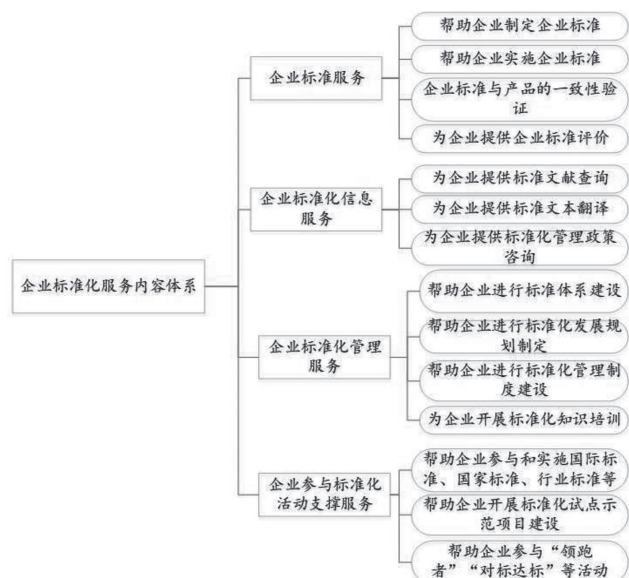 企业标准化服务内容体系
企业标准服务
帮助企业制定企业标准
帮助企业实施企业标准
企业标准与产品的一致性验
证
为企业提供企业标准评价
企业标准化信息
服务
为企业提供标准文献查询
为企业提供标准文本翻译
为企业提供标准化管理政策
咨询
企业标准化管理
服务
帮助企业进行标准体系建设
帮助企业进行标准化发展规
划制定
帮助企业进行标准化管理制
度建设
为企业开展标准化知识培训
企业参与标准化
活动支撑服务
帮助企业参与和实施国际标
准、国家标准、行业标准等
帮助企业开展标准化试点示
范项目建设
帮助企业参与“领跑
者”“对标达标”等活动